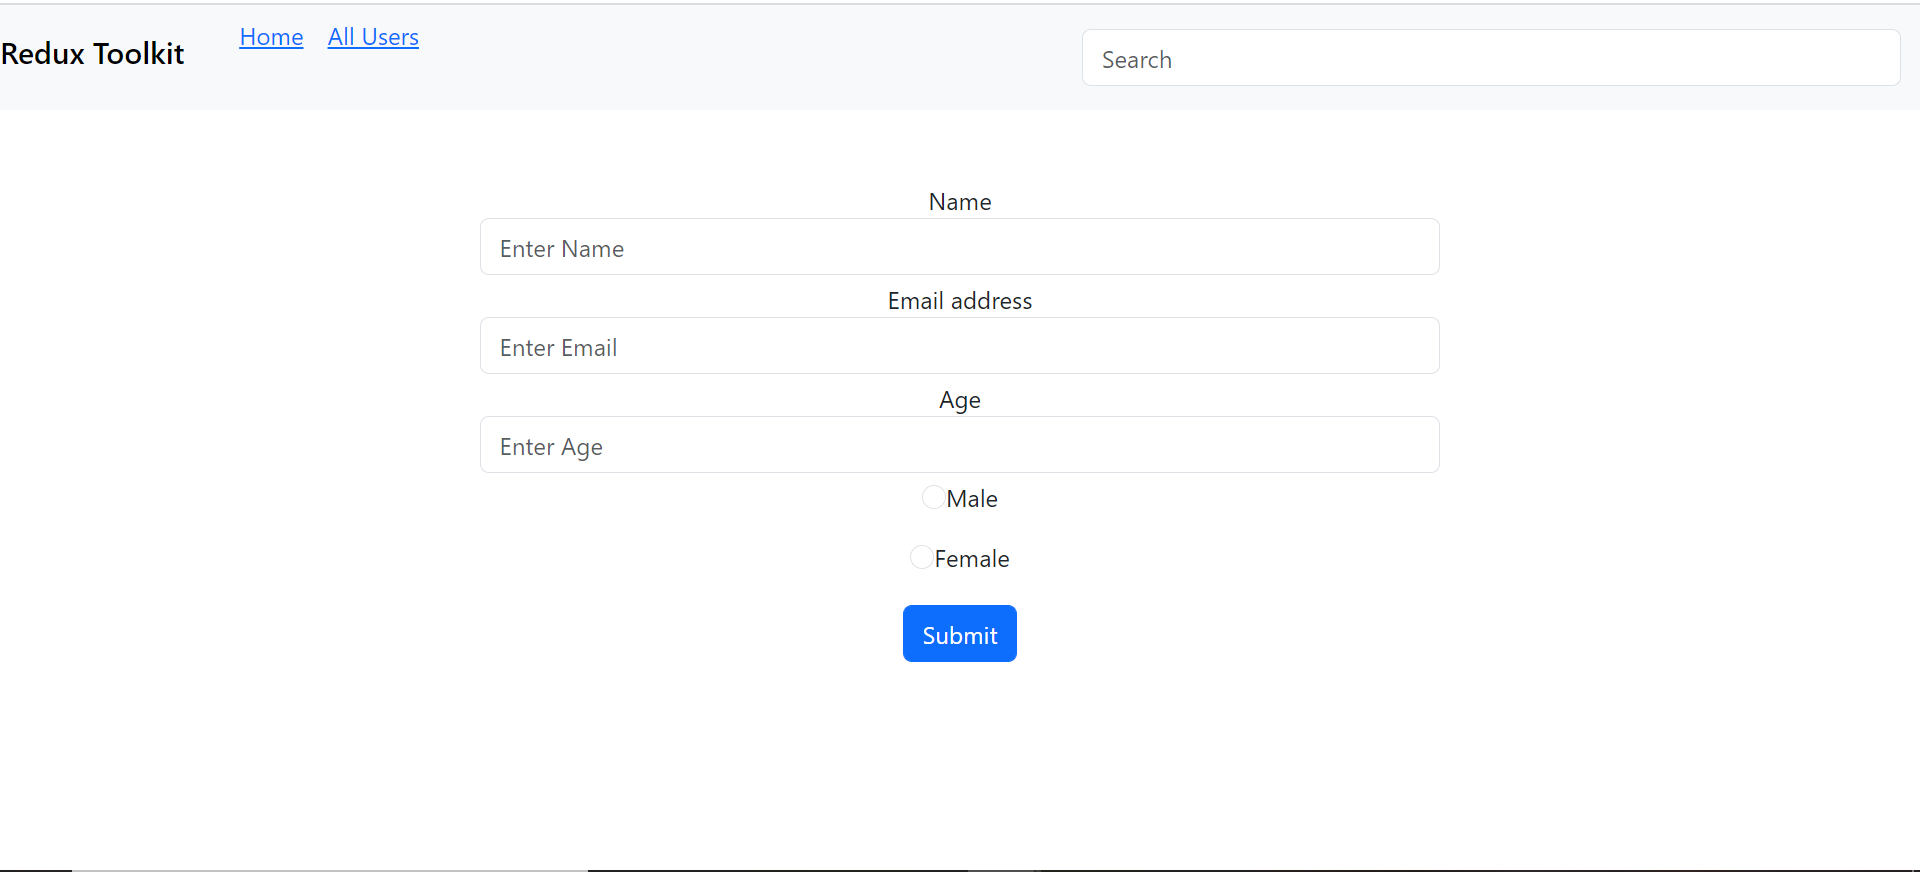 Redux Toolkit
Home All Users
Search
Name
Enter Name
Email address
Enter Email
Age
Enter Age
Male
Female
Submit